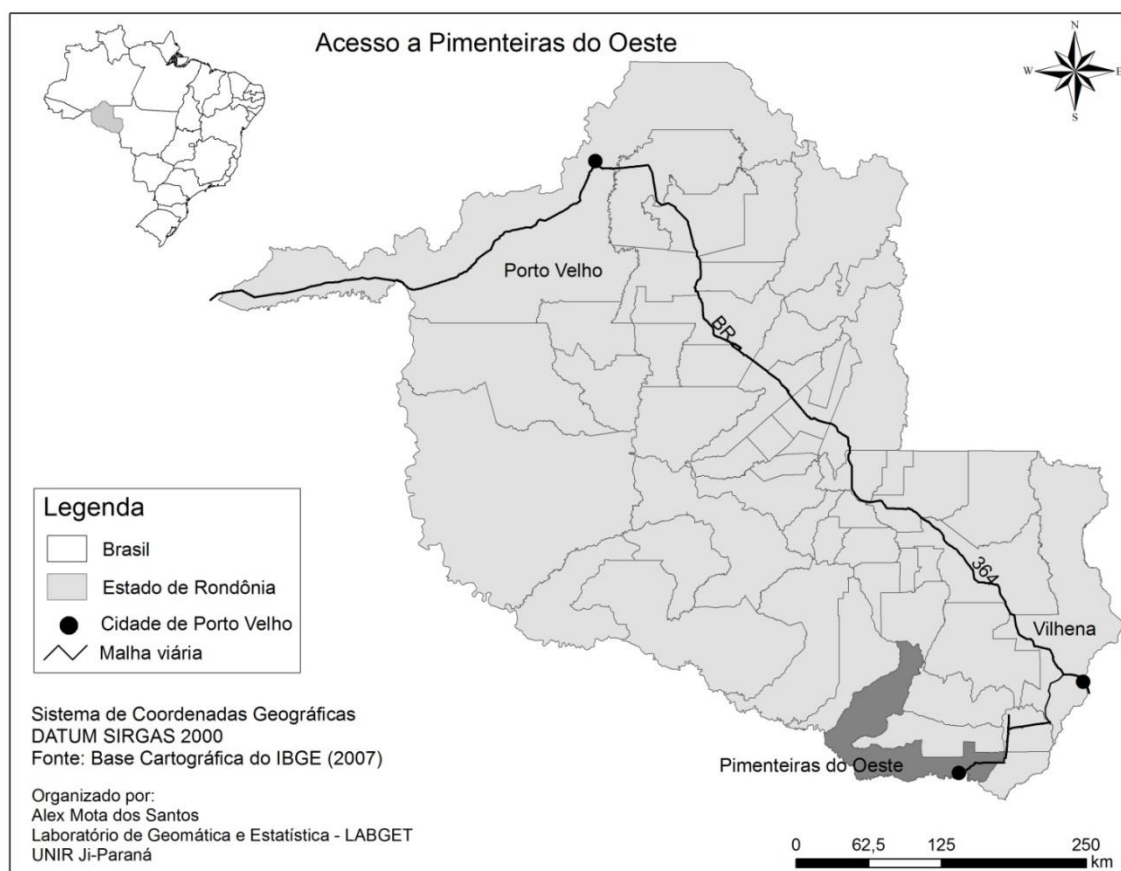 Acesso a Pimenteiras do Oeste
N
W
E
S
Porto Velho
BR -
364
Vilhena
Pimenteiras do Oeste
Legenda
Brasil
Estado de Rondônia
Cidade de Porto Velho
Malha viária
Sistema de Coordenadas Geográficas
DATUM SIRGAS 2000
Fonte: Base Cartográfica do IBGE (2007)
Organizado por:
Alex Mota dos Santos
Laboratório de Geomática e Estatística - LABGET
UNIR Ji-Paraná
0 62,5 125 250
km